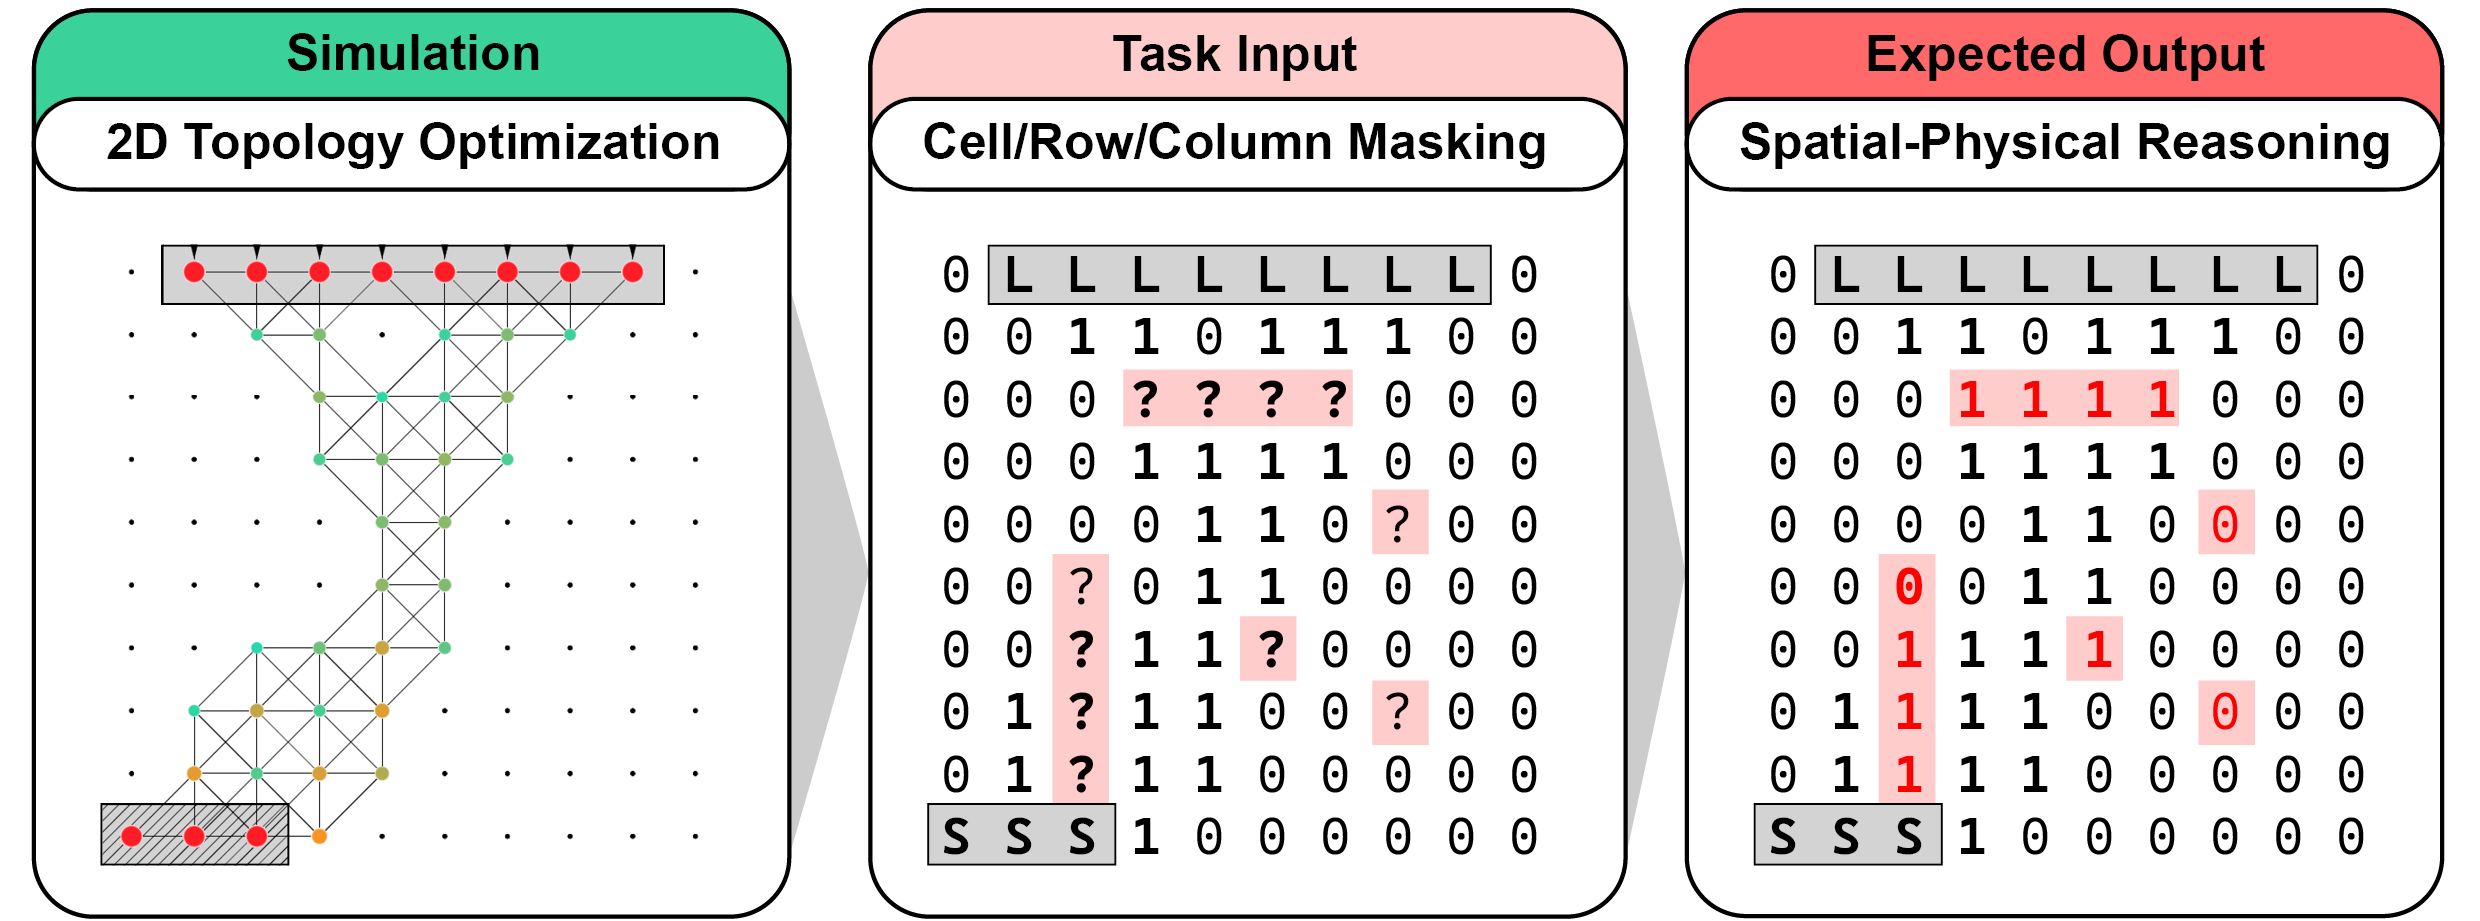 Simulation
2D Topology Optimization
Task Input
Cell/Row/Column Masking
0 L L L L L L L L 0
0 0 1 1 0 1 1 1 0 0
0 0 0 ? ? ? ? 0 0 0
0 0 0 1 1 1 1 0 0 0
0 0 0 0 1 1 0 ? 0 0
0 0 ? 0 1 1 0 0 0 0
0 0 ? 1 1 ? 0 0 0 0
0 1 ? 1 1 0 0 ? 0 0
0 1 ? 1 1 0 0 0 0 0
S S S 1 0 0 0 0 0 0
Expected Output
Spatial-Physical Reasoning
0 L L L L L L L L 0
0 0 1 1 0 1 1 1 0 0
0 0 0 1 1 1 1 0 0 0
0 0 0 1 1 1 1 0 0 0
0 0 0 0 1 1 0 0 0 0
0 0 0 0 1 1 0 0 0 0
0 0 1 1 1 1 0 0 0 0
0 1 1 1 1 0 0 0 0 0
0 1 1 1 1 0 0 0 0 0
S S S 1 0 0 0 0 0 0